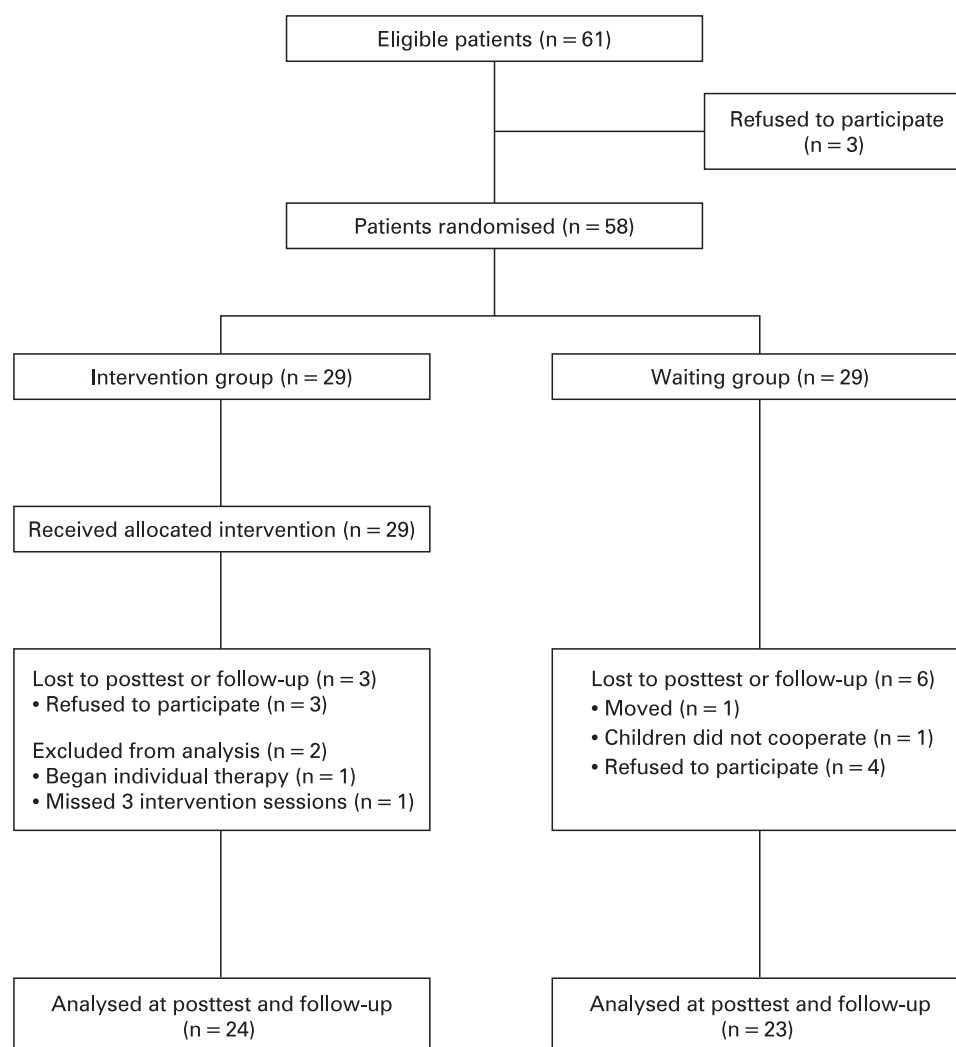 Eligible patients (n = 61)
Refused to participate
(n = 3)
Patients randomised (n = 58)
Intervention group (n = 29)
Waiting group (n = 29)
Received allocated intervention (n = 29)
Lost to posttest or follow-up (n = 3)
• Refused to participate (n = 3)
Excluded from analysis (n = 2)
• Began individual therapy (n = 1)
• Missed 3 intervention sessions (n = 1)
Lost to posttest or follow-up (n = 6)
• Moved (n = 1)
• Children did not cooperate (n = 1)
• Refused to participate (n = 4)
Analysed at posttest and follow-up
(n = 24)
Analysed at posttest and follow-up
(n = 23)